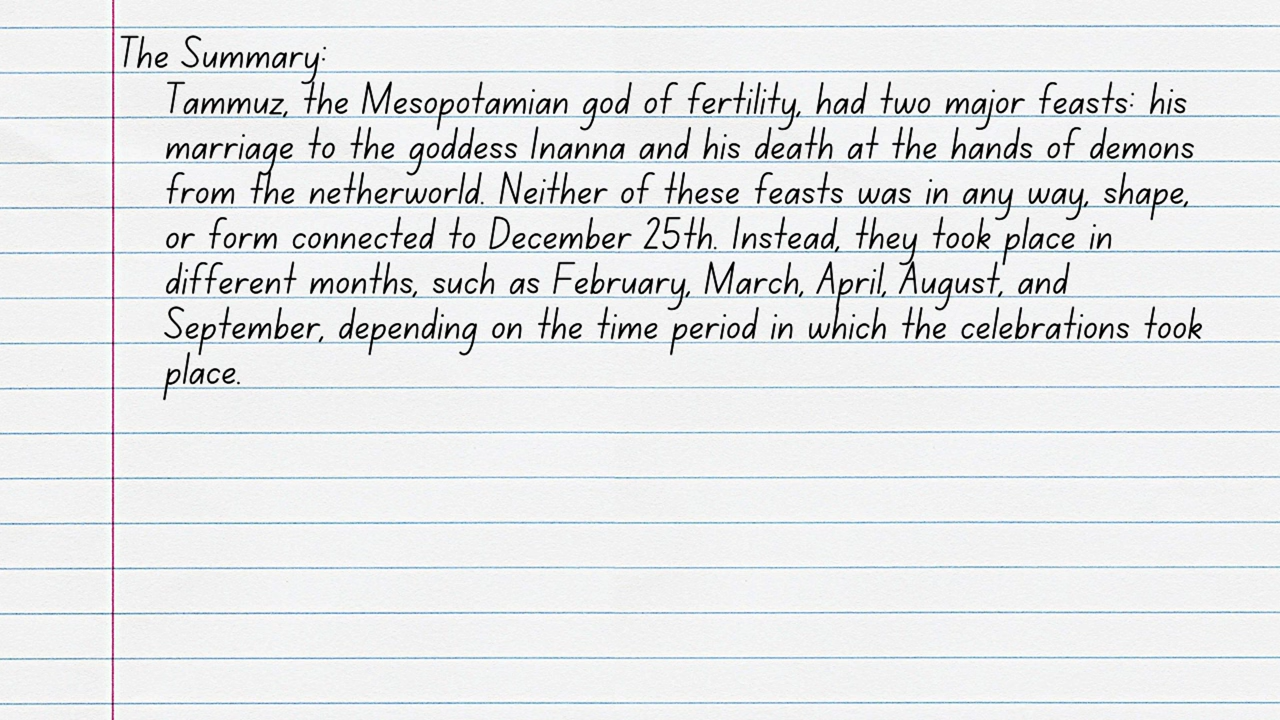 The Summary:
Tammuz, the Mesopotamian god of fertility, had two major feasts: his
marriage to the goddess Inanna and his death at the hands of demons
from the netherworld. Neither of these feasts was in any way, shape,
or form connected to December 25th. Instead, they took place in
different months, such as February, March, April, August, and
September, depending on the time period in which the celebrations took
place.